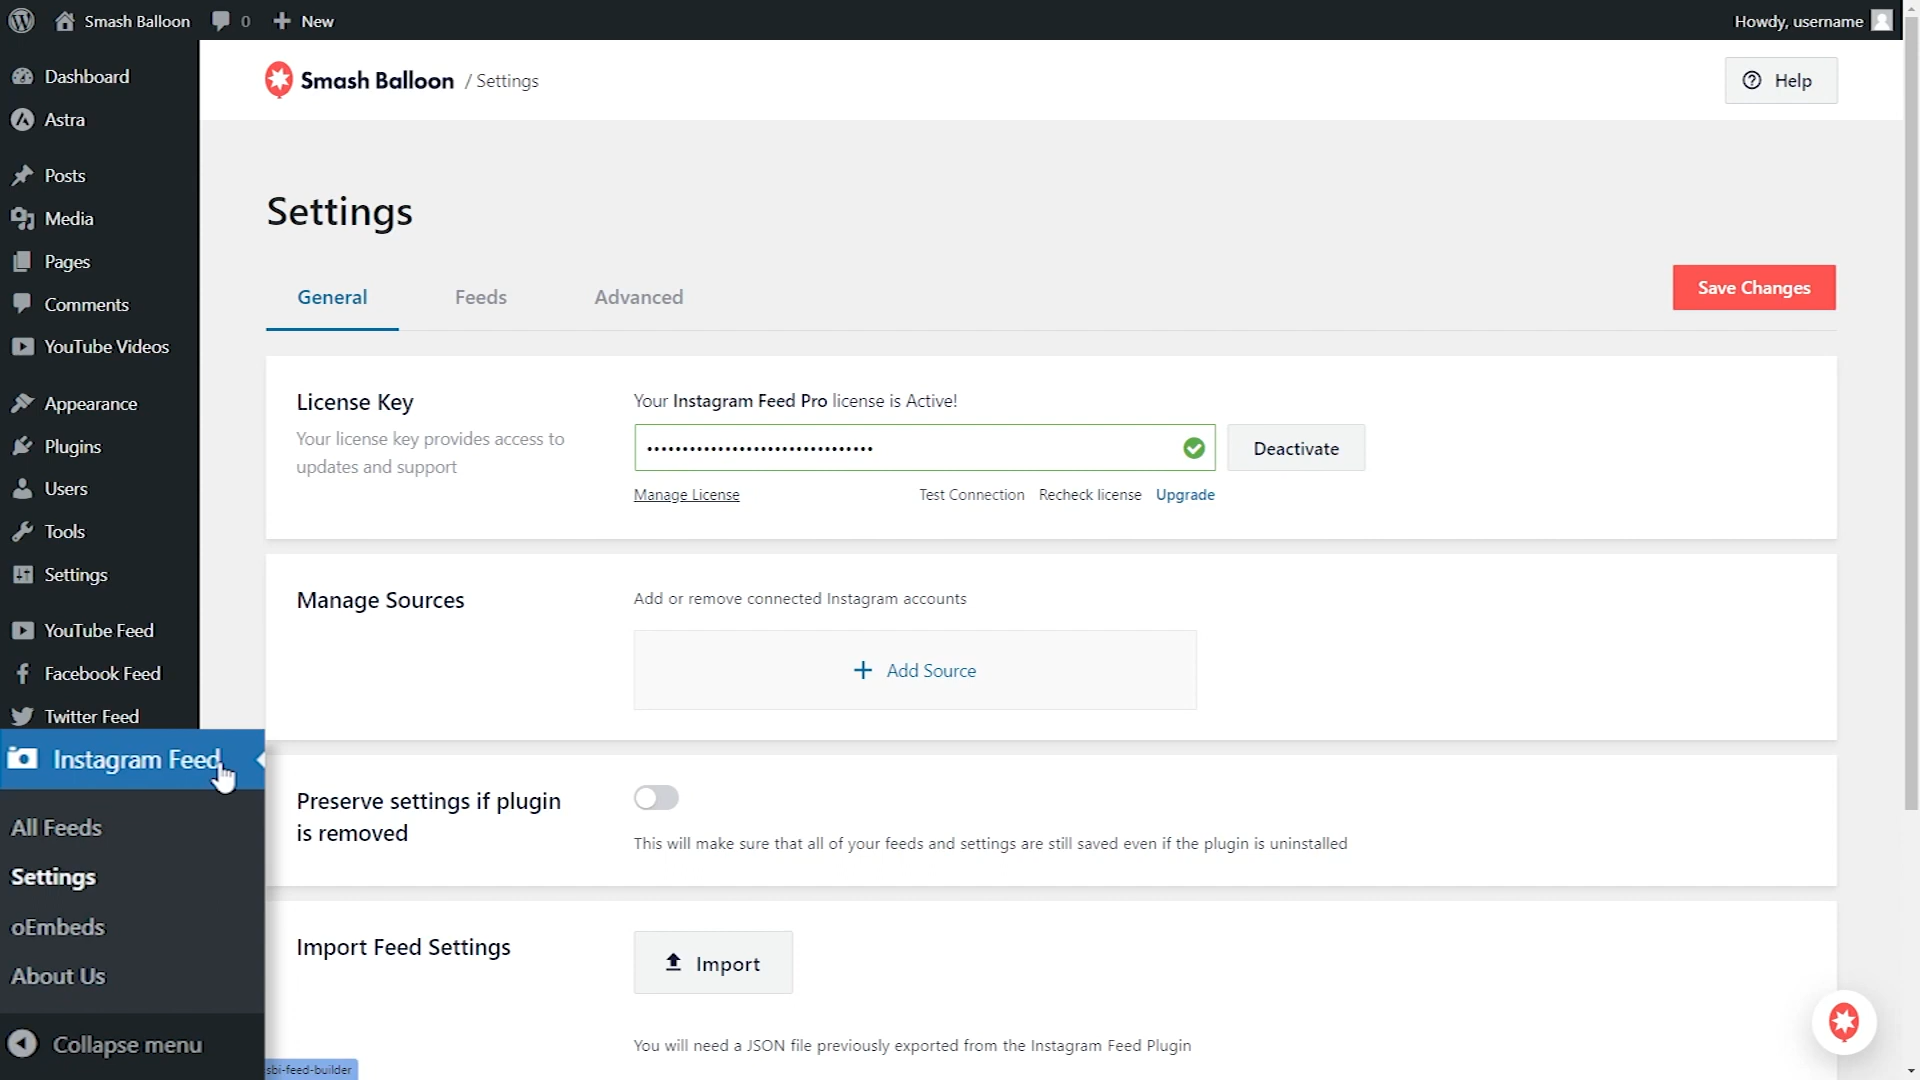 Smash Balloon 0 New Howdy, username
Dashboard
Astra
Posts
Media
Pages
Comments
YouTube Videos
Appearance
Plugins
Users
Tools
Settings
YouTube Feed
Facebook Feed
Twitter Feed
Instagram Feed
All Feeds
Settings
oEmbeds
About Us
Collapse menu
Smash Balloon / Settings
Help
Settings
General Feeds Advanced
Save Changes
License Key
Your license key provides access to
updates and support
Your Instagram Feed Pro license is Active!
••••••••••••••••••••••••••••••••
Deactivate
Manage License Test Connection Recheck license Upgrade
Manage Sources
Add or remove connected Instagram accounts
+ Add Source
Preserve settings if plugin
is removed
This will make sure that all of your feeds and settings are still saved even if the plugin is uninstalled
Import Feed Settings
Import
You will need a JSON file previously exported from the Instagram Feed Plugin
sbi-feed-builder